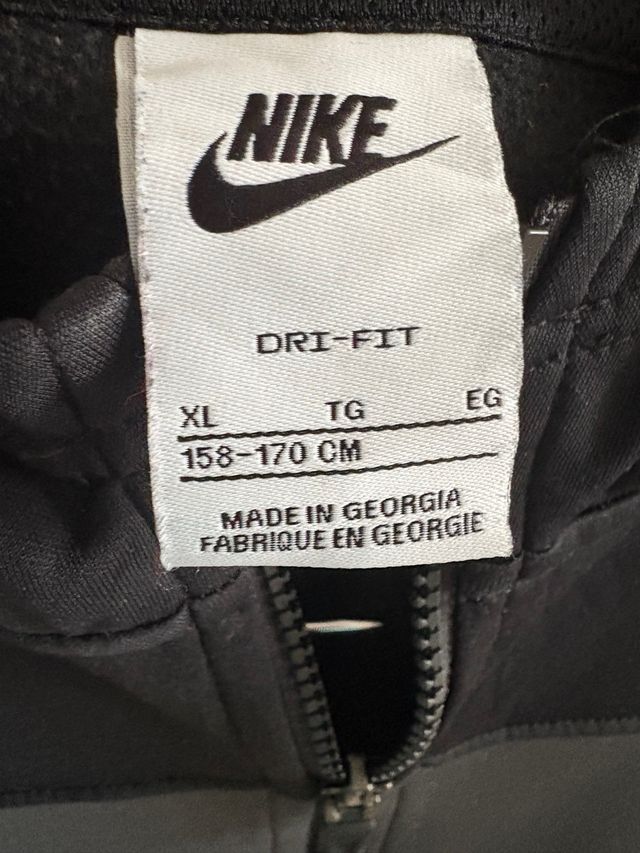 NIKE
DRI-FIT
XL TG EG
158-170 CM
MADE IN GEORGIA
FABRIQUE EN GEORGIE